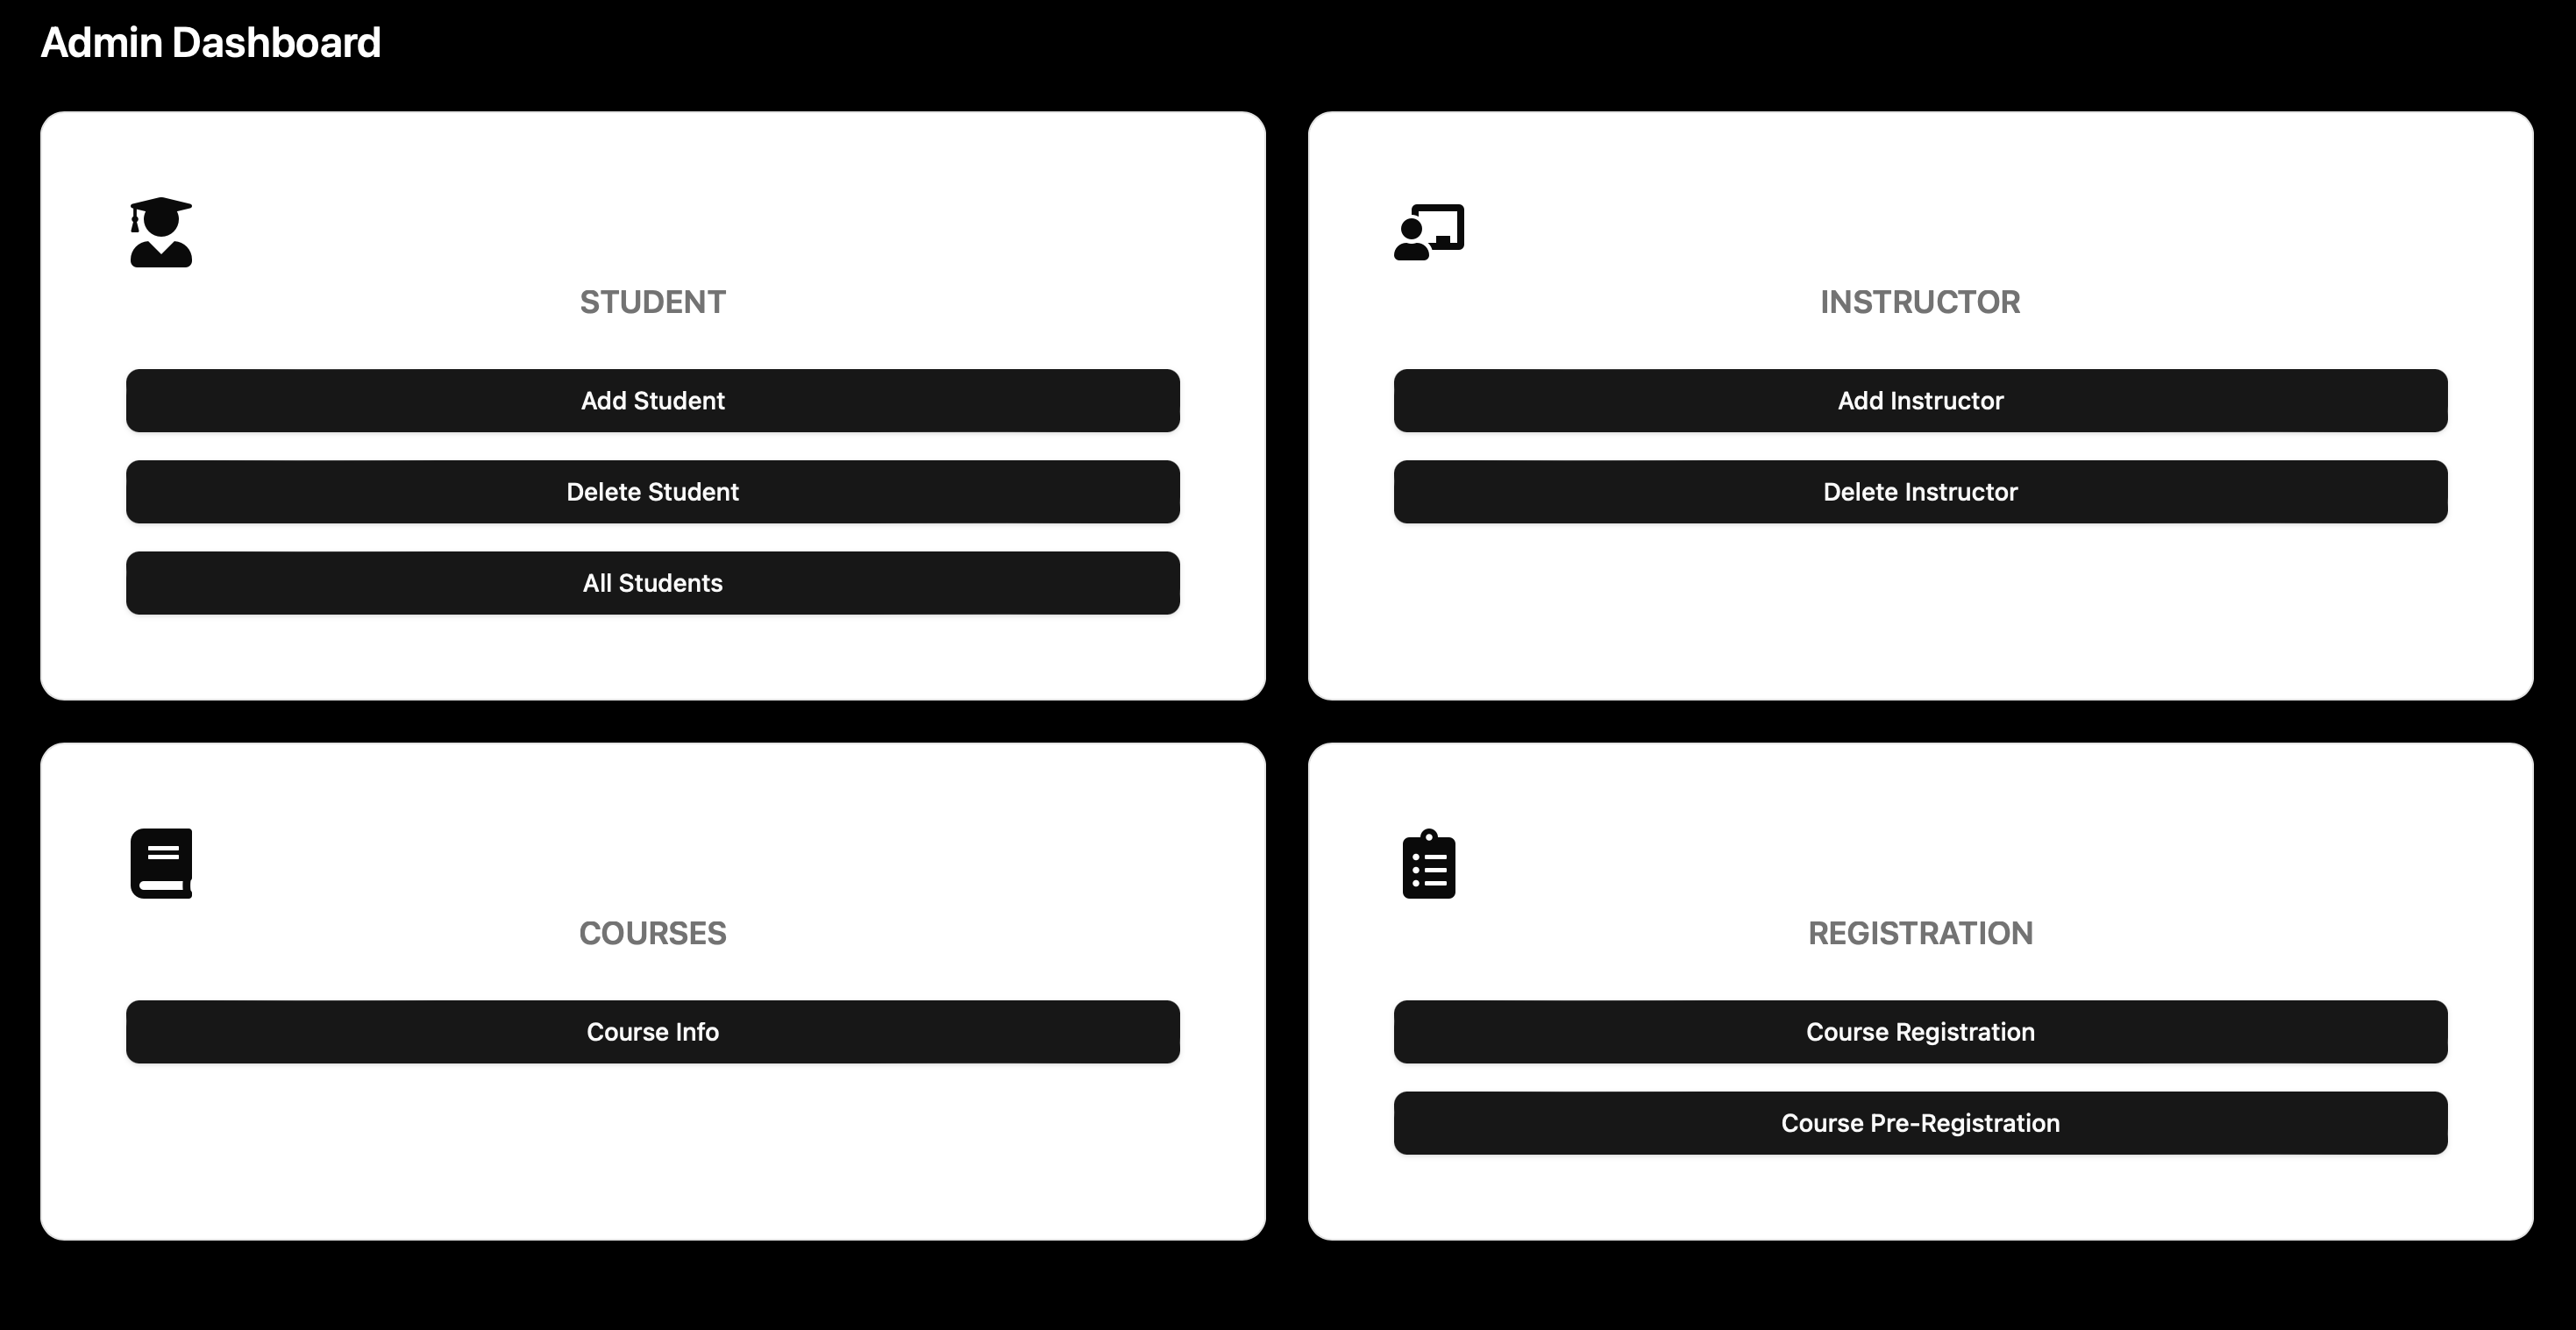 Admin Dashboard
STUDENT
Add Student
Delete Student
All Students
INSTRUCTOR
Add Instructor
Delete Instructor
COURSES
Course Info
REGISTRATION
Course Registration
Course Pre-Registration